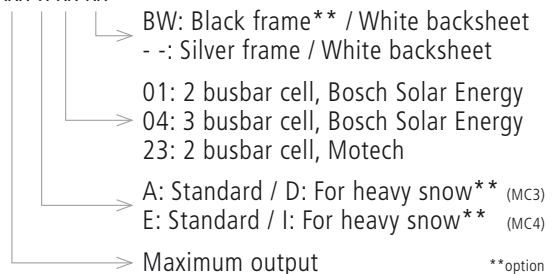 BW: Black frame** / White backsheet
- -: Silver frame / White backsheet
01: 2 busbar cell, Bosch Solar Energy
04: 3 busbar cell, Bosch Solar Energy
23: 2 busbar cell, Motech
A: Standard / D: For heavy snow** (MC3)
E: Standard / I: For heavy snow** (MC4)
Maximum output **option